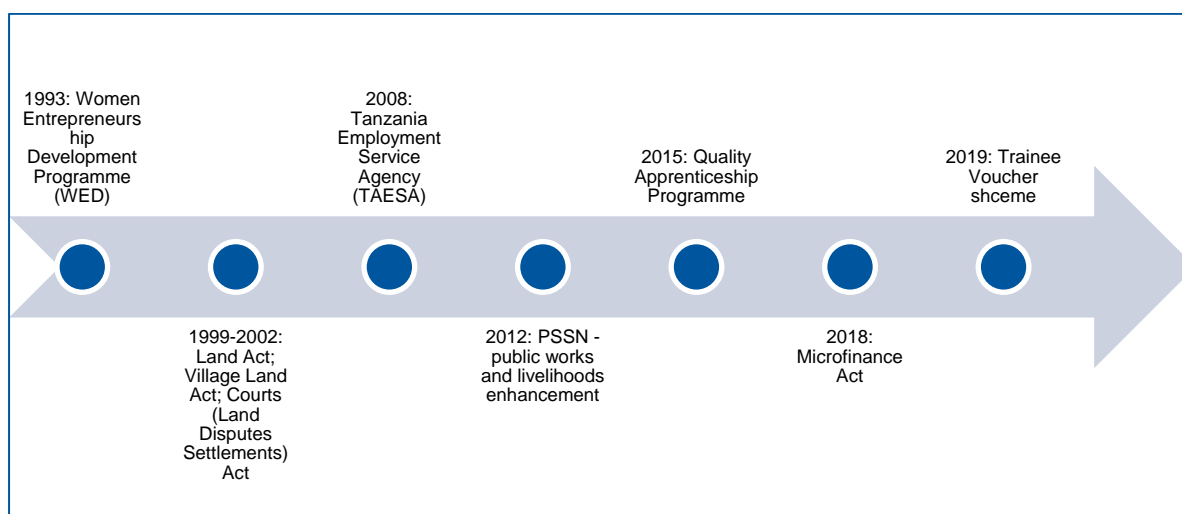 1993: Women
Entrepreneurs
hip
Development
Programme
(WED)
1999-2002:
Land Act;
Village Land
Act; Courts
(Land
Disputes
Settlements)
Act
2008:
Tanzania
Employment
Service
Agency
(TAESA)
2012: PSSN -
public works
and livelihoods
enhancement
2015: Quality
Apprenticeship
Programme
2018:
Microfinance
Act
2019: Trainee
Voucher
shceme